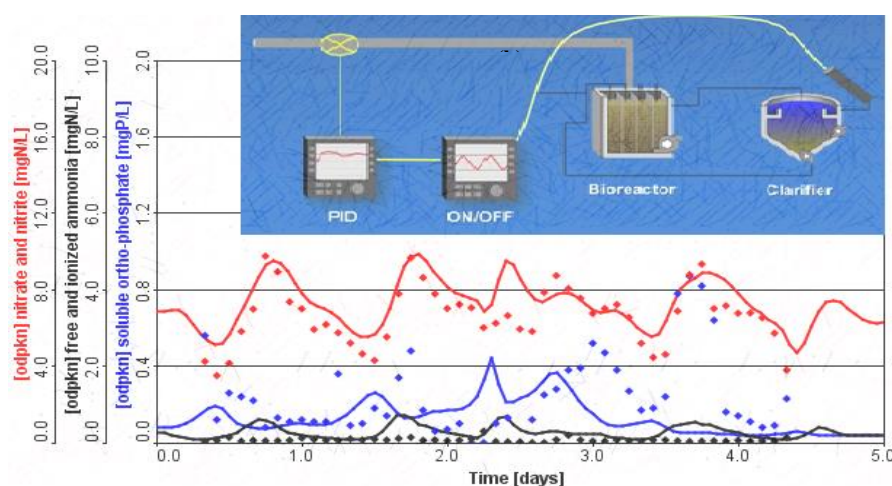 PID
ON/OFF
Bioreactor
Clarifier
[odpkn] nitrate and nitrite [mgN/L]
20.0
16.0
12.0
8.0
4.0
0.0
[odpkn] free and ionized ammonia [mgN/L]
10.0
8.0
6.0
4.0
2.0
0.0
[odpkn] soluble ortho-phosphate [mgP/L]
2.0
1.6
1.2
0.8
0.4
0.0
0.0 1.0 2.0 3.0 4.0 5.0
Time [days]